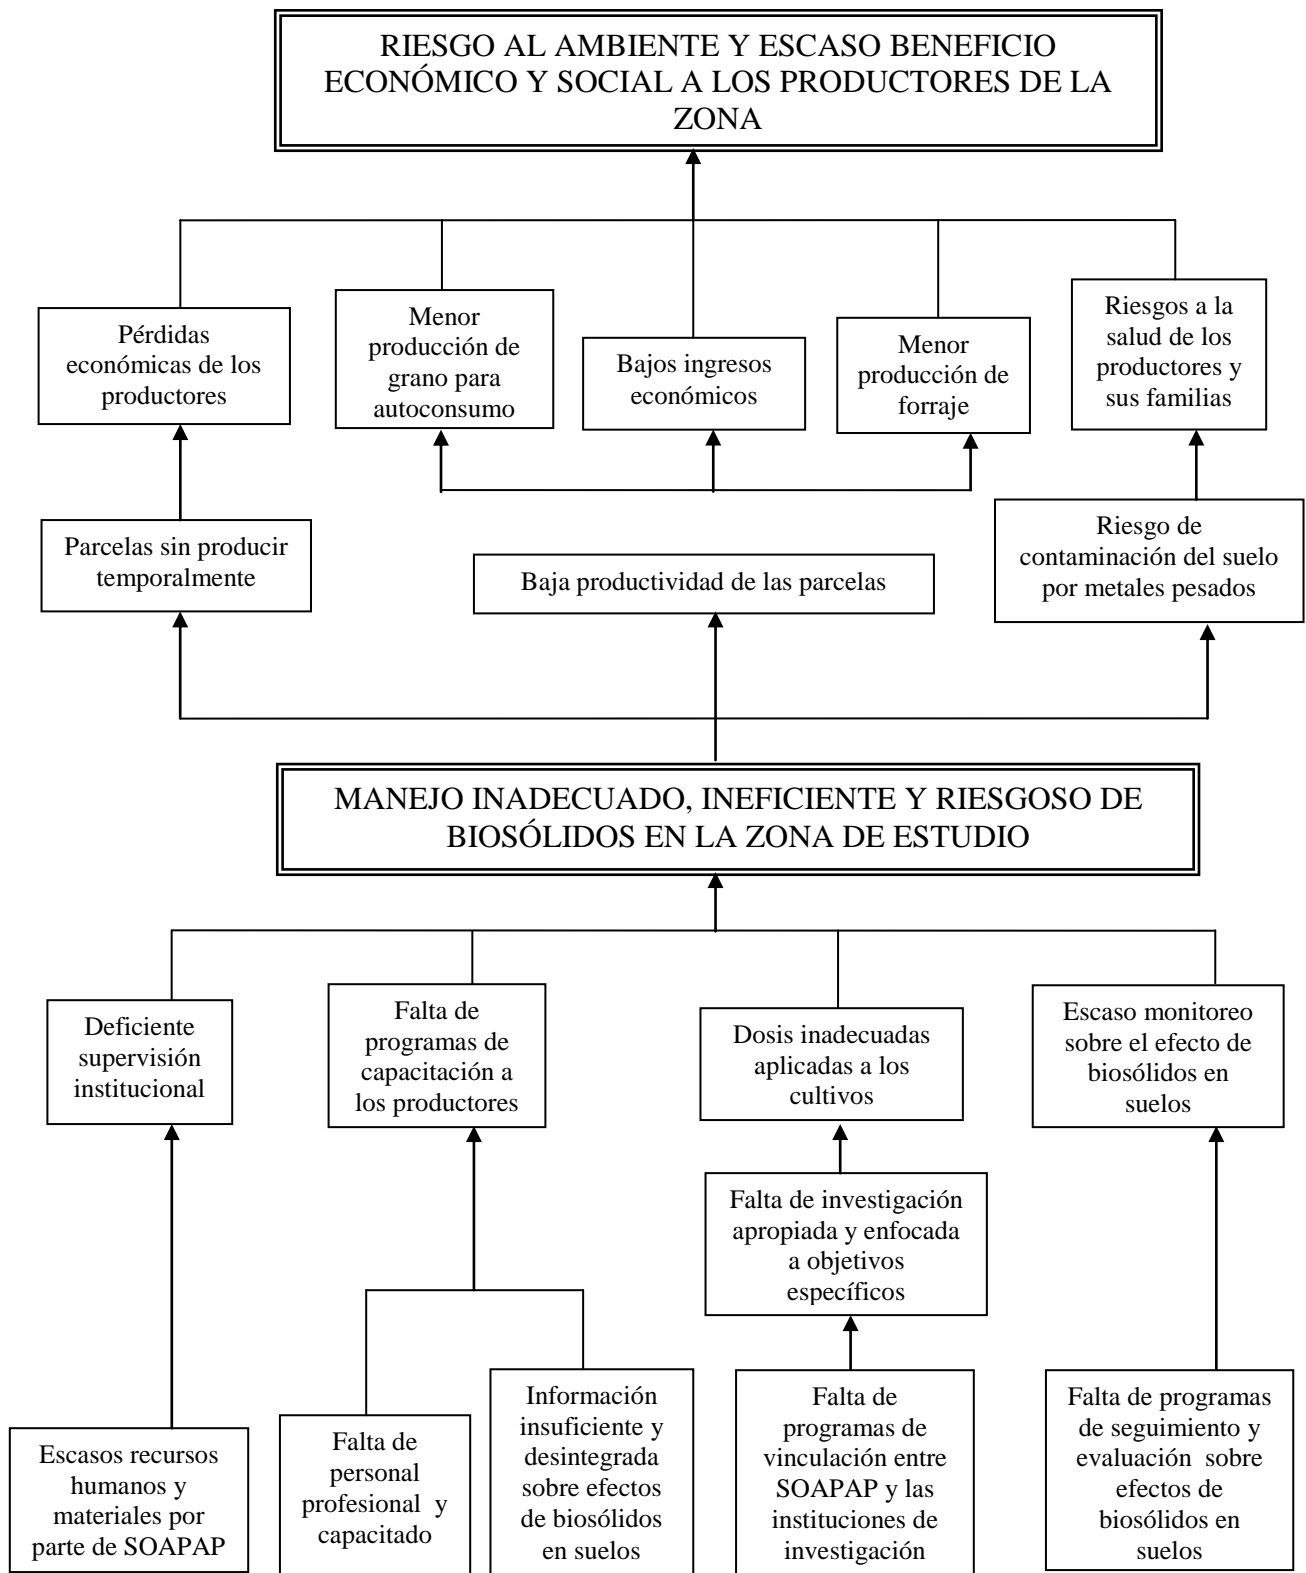 RIESGO AL AMBIENTE Y ESCASO BENEFICIO
ECONÓMICO Y SOCIAL A LOS PRODUCTORES DE LA
ZONA
Pérdidas
económicas de los
productores
Menor
producción de
grano para
autoconsumo
Bajos ingresos
económicos
Menor
producción de
forraje
Riesgos a la
salud de los
productores y
sus familias
Parcelas sin producir
temporalmente
Baja productividad de las parcelas
Riesgo de
contaminación del suelo
por metales pesados
MANEJO INADECUADO, INEFICIENTE Y RIESGOSO DE
BIOSÓLIDOS EN LA ZONA DE ESTUDIO
Deficiente
supervisión
institucional
Falta de
programas de
capacitación a
los productores
Dosis inadecuadas
aplicadas a los
cultivos
Escaso monitoreo
sobre el efecto de
biosólidos en
suelos
Falta de investigación
apropiada y enfocada
a objetivos
específicos
Escasos recursos
humanos y
materiales por
parte de SOAPAP
Falta de
personal
profesional y
capacitado
Información
insuficiente y
desintegrada
sobre efectos
de biosólidos
en suelos
Falta de
programas de
vinculación entre
SOAPAP y las
instituciones de
investigación
Falta de programas
de seguimiento y
evaluación sobre
efectos de
biosólidos en
suelos